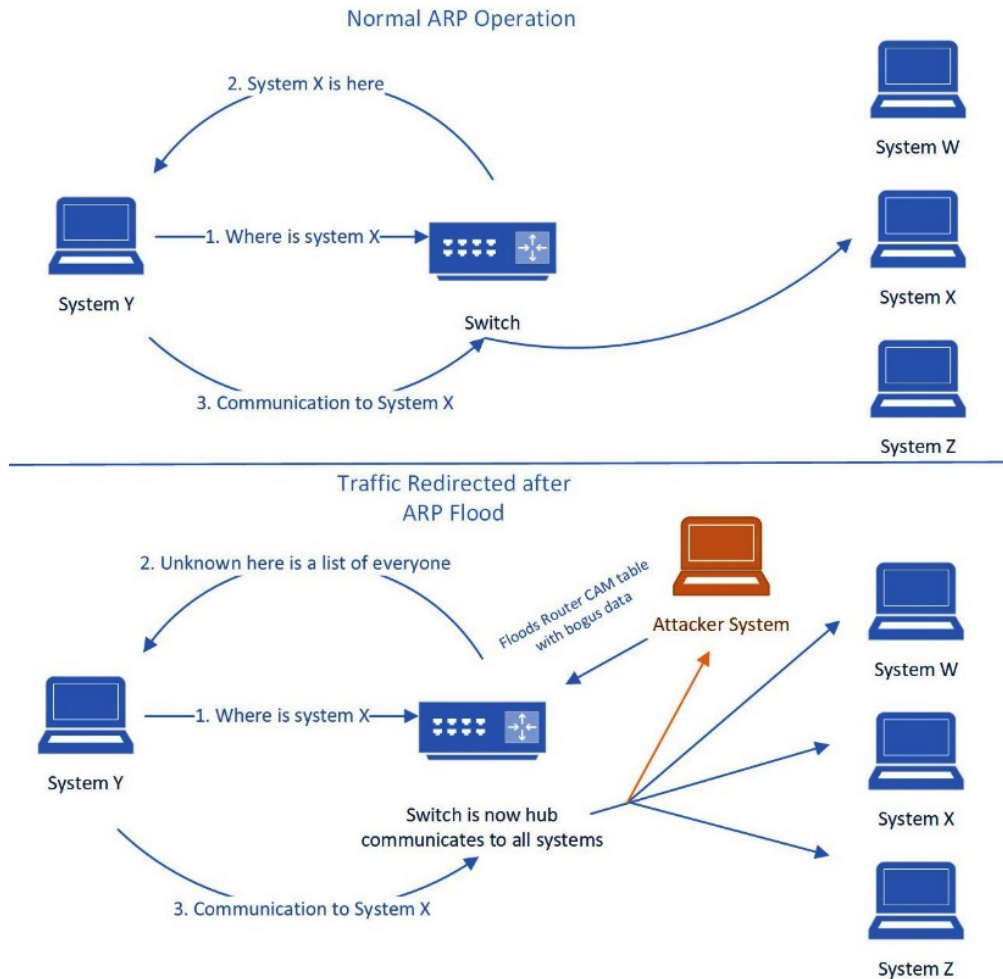 Normal ARP Operation
2. System X is here
System W
1. Where is system X
System Y
System X
Switch
3. Communication to System X
System Z
Traffic Redirected after
ARP Flood
2. Unknown here is a list of everyone
Floods Router CAM table
with bogus data
Attacker System
System W
1. Where is system X
System Y
Switch is now hub
communicates to all systems
System X
3. Communication to System X
System Z